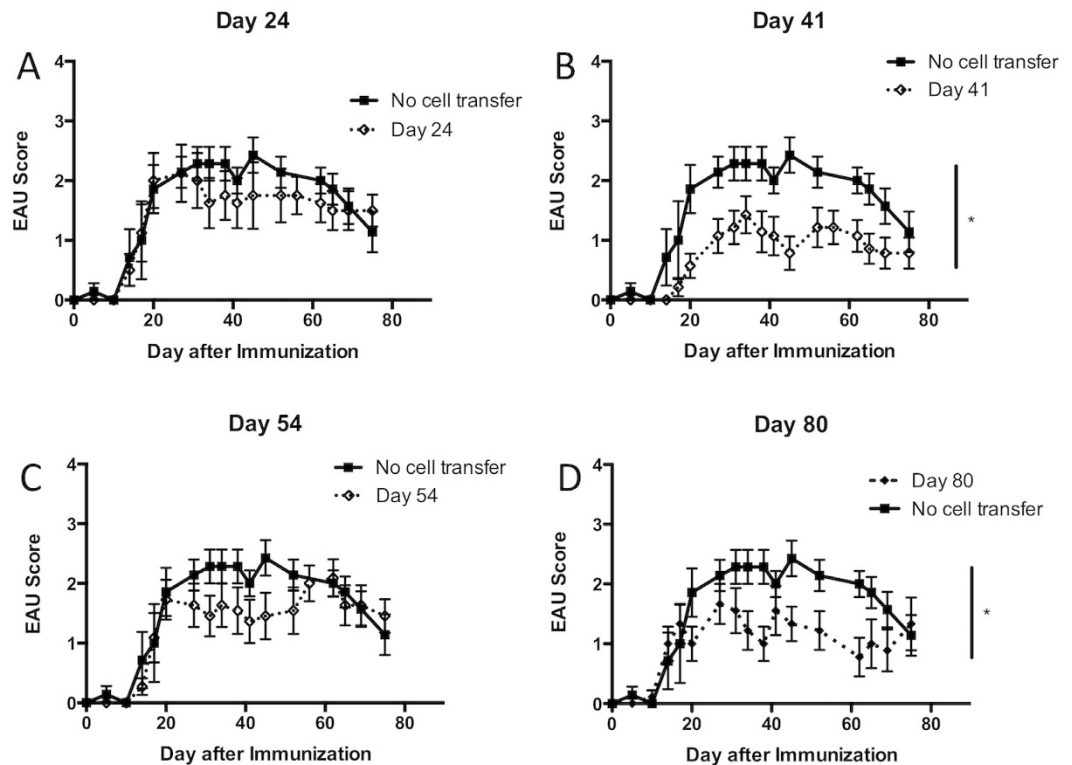 Day 24
A
No cell transfer
Day 24
EAU Score
4
3
2
1
0
0 20 40 60 80
Day after Immunization
Day 41
B
No cell transfer
Day 41
EAU Score
4
3
2
1
0
*
0 20 40 60 80
Day after Immunization
Day 54
C
No cell transfer
Day 54
EAU Score
4
3
2
1
0
0 20 40 60 80
Day after Immunization
Day 80
D
Day 80
No cell transfer
EAU Score
4
3
2
1
0
*
0 20 40 60 80
Day after Immunization